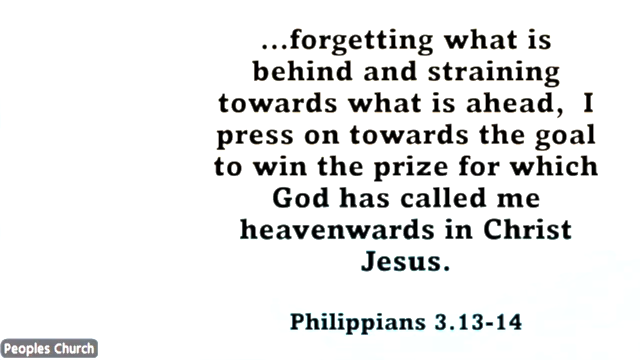 ...forgetting what is
behind and straining
towards what is ahead, I
press on towards the goal
to win the prize for which
God has called me
heavenwards in Christ
Jesus.
Philippians 3.13-14
Peoples Church